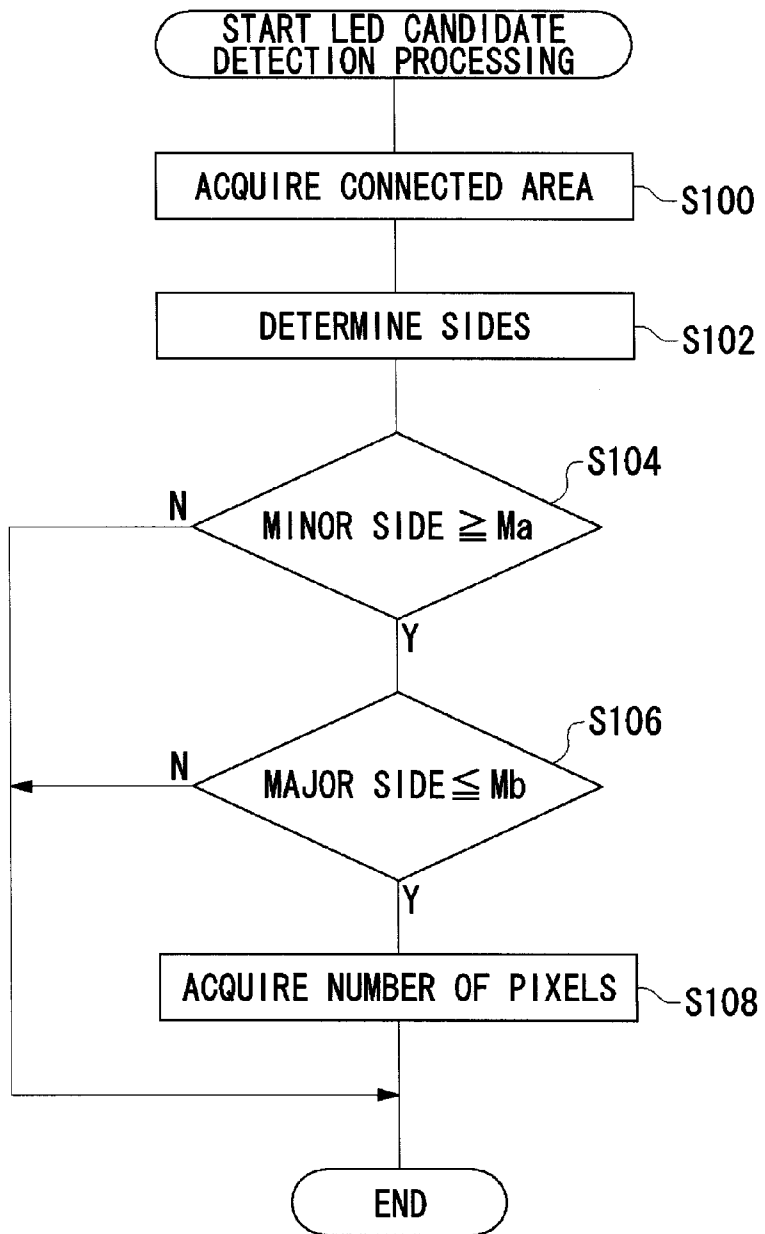 START LED CANDIDATE
DETECTION PROCESSING
ACQUIRE CONNECTED AREA
S100
DETERMINE SIDES
S102
S104
N
MINOR SIDE ≧ Ma
Y
S106
N
MAJOR SIDE ≦ Mb
Y
ACQUIRE NUMBER OF PIXELS
S108
END